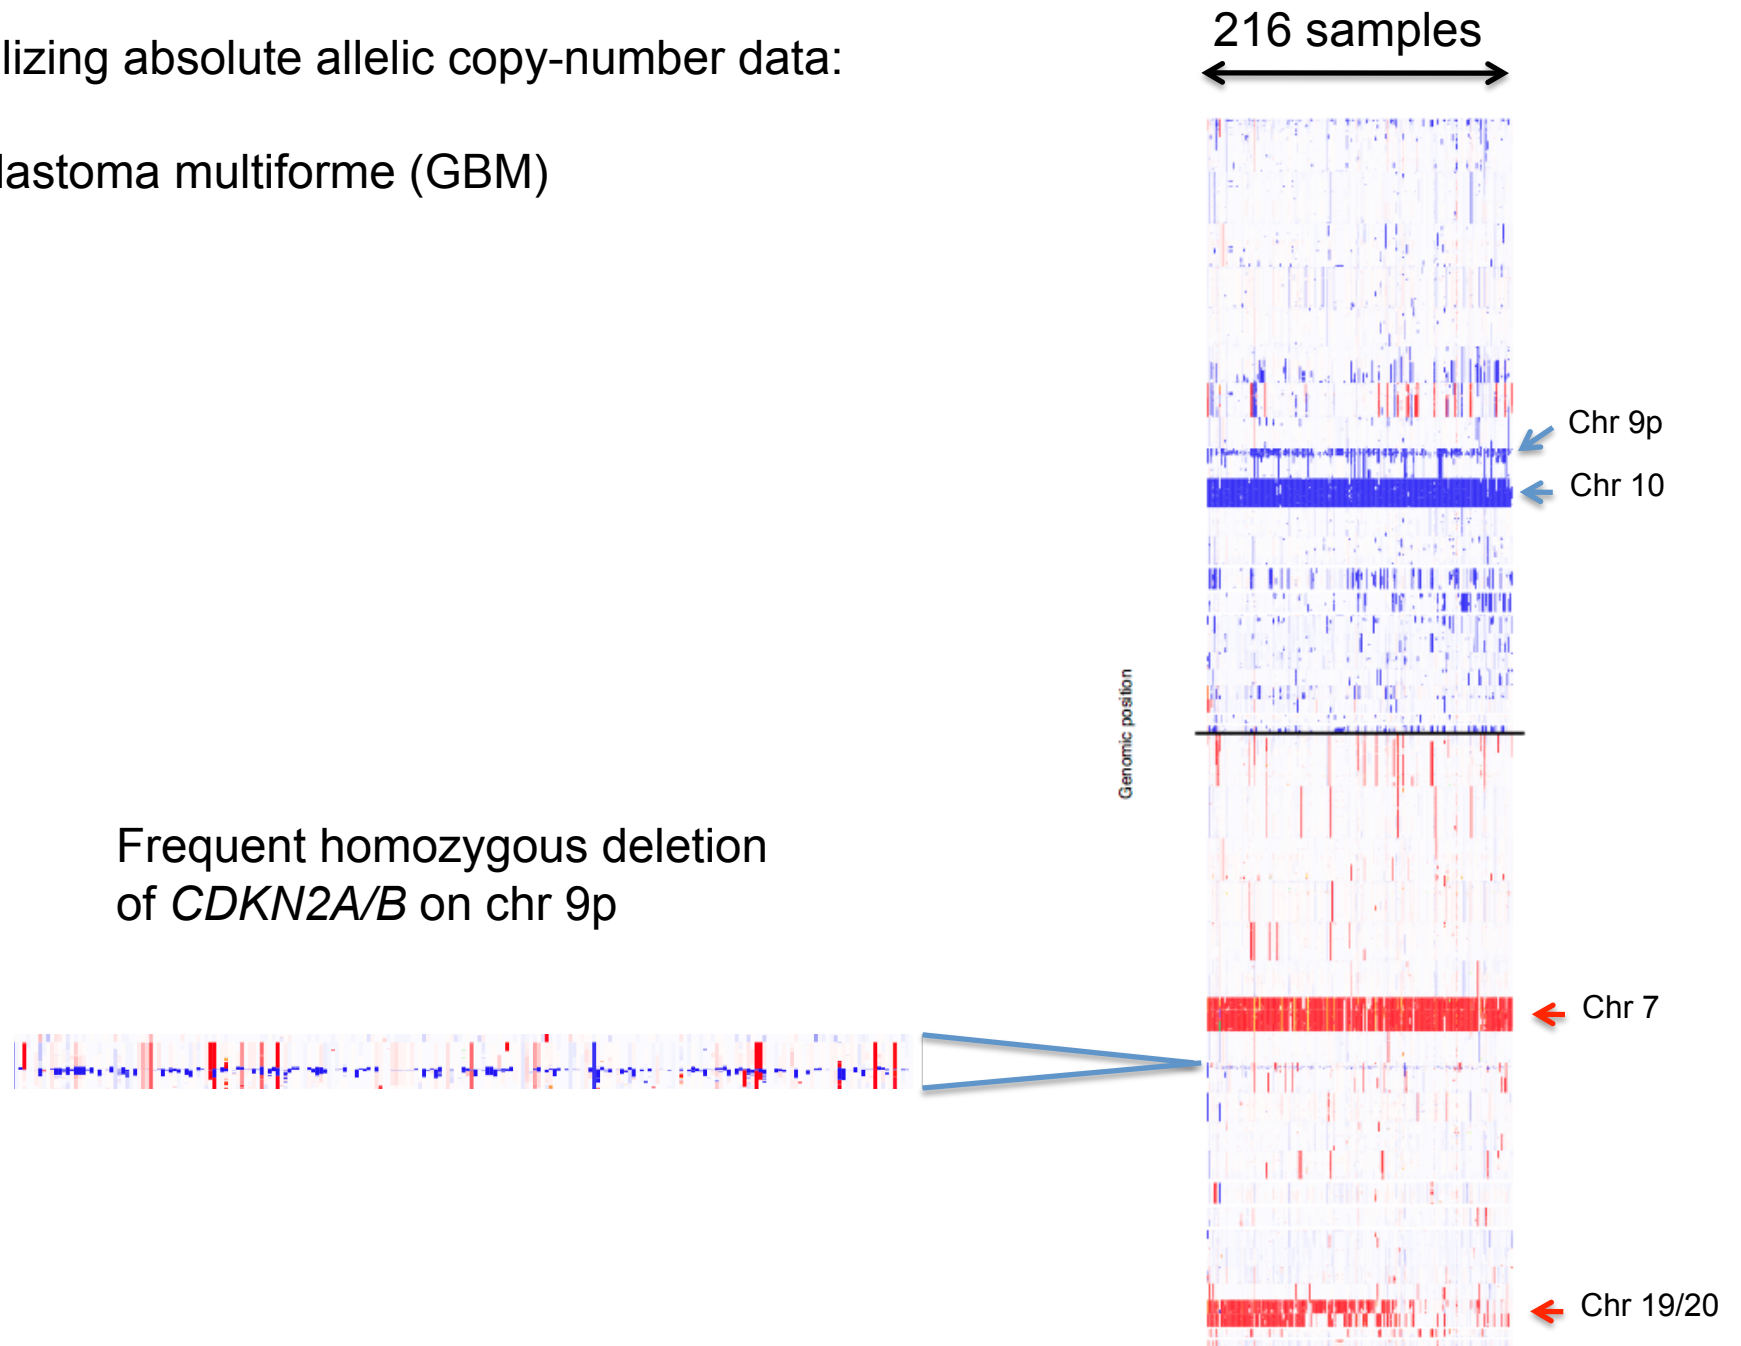 216 samples
lizing absolute allelic copy-number data:
lastoma multiforme (GBM)
Chr 9p
Chr 10
Genomic position
Frequent homozygous deletion
of CDKN2A/B on chr 9p
Chr 7
Chr 19/20